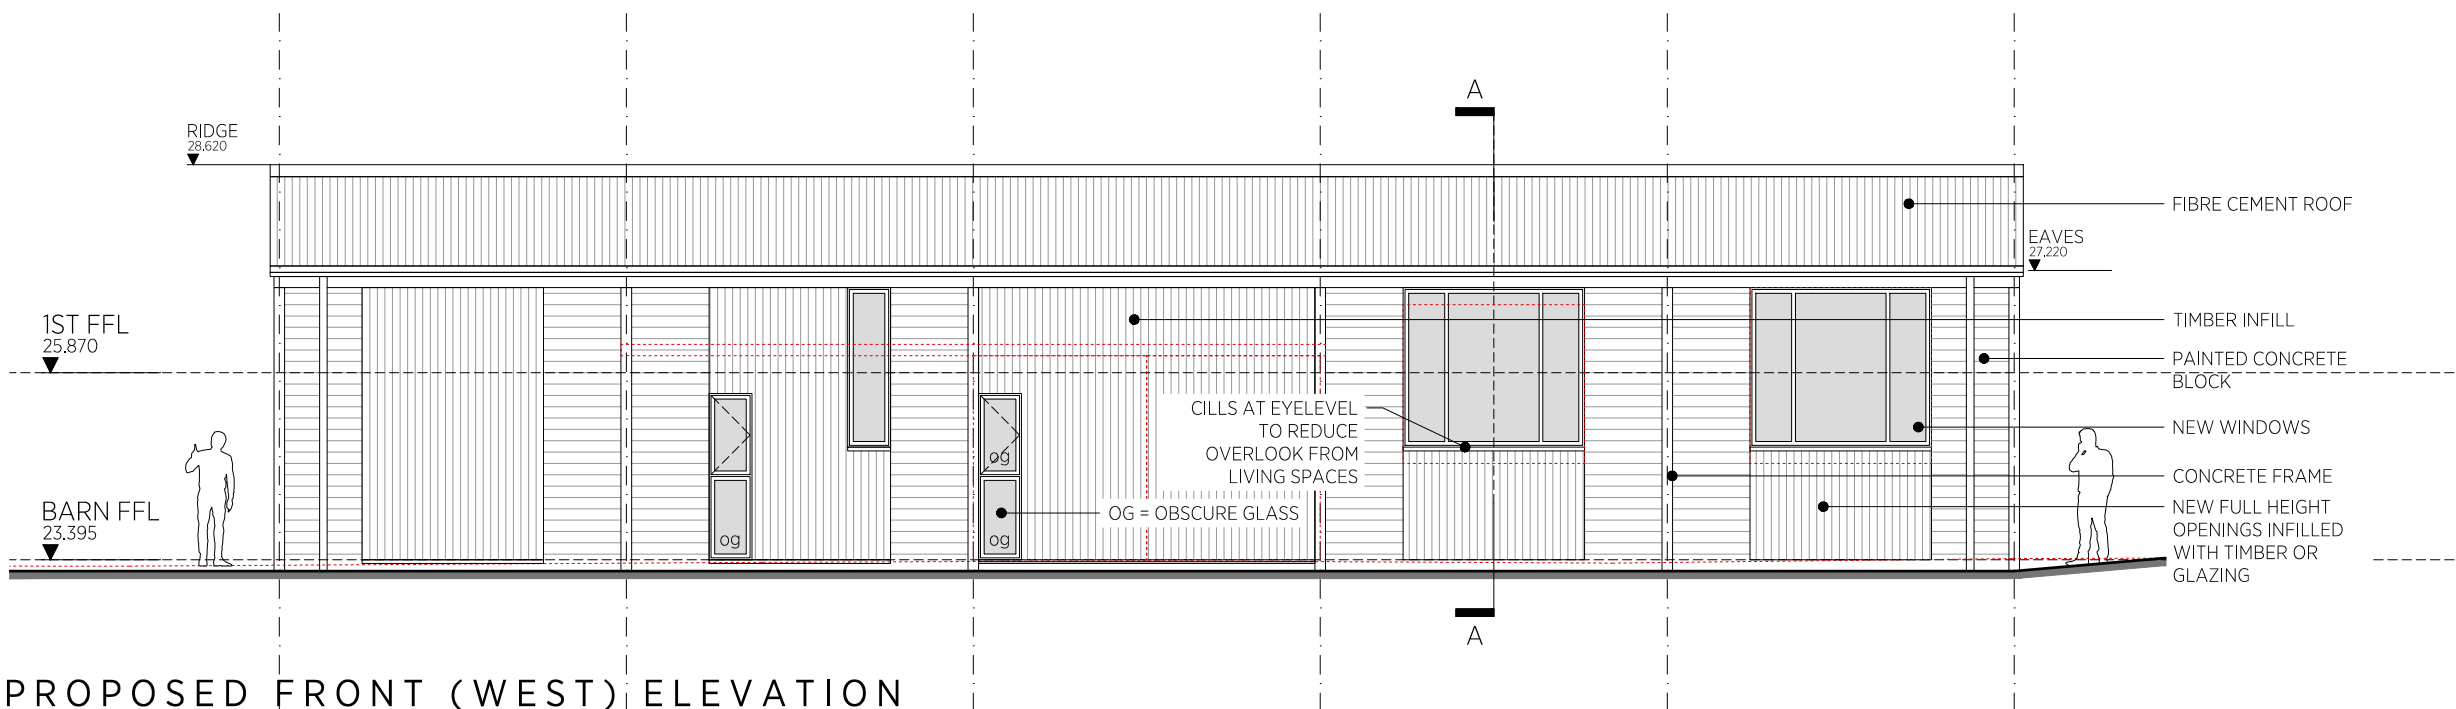 A
RIDGE
28.620
FIBRE CEMENT ROOF
EAVES
27.220
1ST FFL
25.870
TIMBER INFILL
PAINTED CONCRETE
BLOCK
CILLS AT EYELEVEL
TO REDUCE
OVERLOOK FROM
LIVING SPACES
NEW WINDOWS
og
CONCRETE FRAME
BARN FFL
23.395
OG = OBSCURE GLASS
NEW FULL HEIGHT
OPENINGS INFILLED
WITH TIMBER OR
GLAZING
og
og
A
PROPOSED FRONT (WEST) ELEVATION